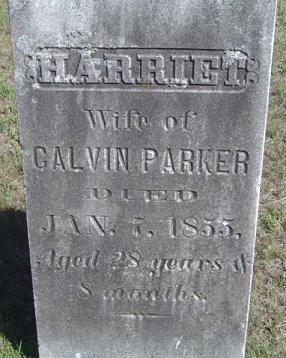 HARRIET
Wife of
CALVIN PARKER
DIED
JAN. 7, 1855,
Aged 28 years &
8 months.